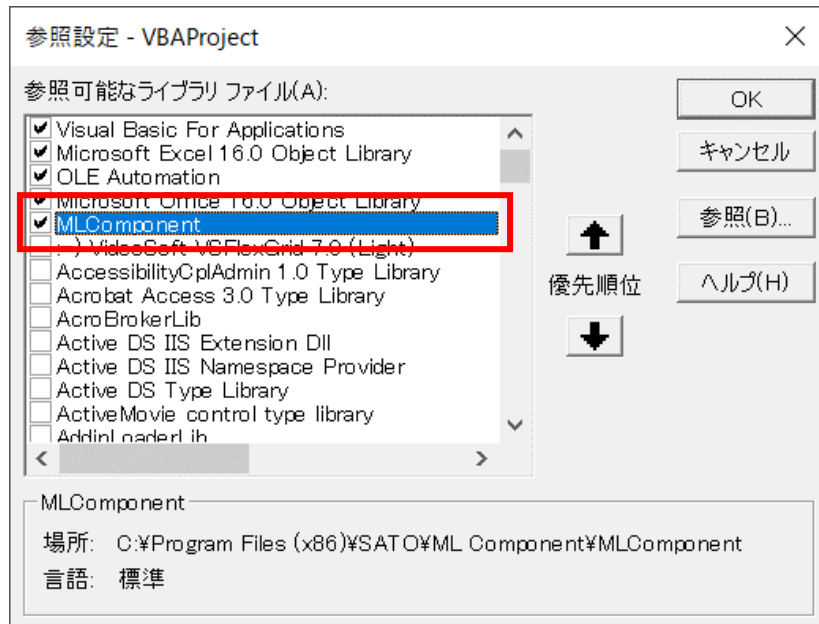 参照設定 - VBAProject
参照可能なライブラリ ファイル(A):
Visual Basic For Applications
Microsoft Excel 16.0 Object Library
OLE Automation
Microsoft Office 16.0 Object Library
MLComponent
:-) VideoSoft VSFlexGrid 7.0 (Light)
AccessibilityCplAdmin 1.0 Type Library
Acrobat Access 3.0 Type Library
AcroBrokerLib
Active DS IIS Extension Dll
Active DS IIS Namespace Provider
Active DS Type Library
ActiveMovie control type library
AddinLoaderLib
OK
キャンセル
参照(B)...
優先順位
ヘルプ(H)
MLComponent
場所: C:¥Program Files (x86)¥SATO¥ML Component¥MLComponent
言語: 標準